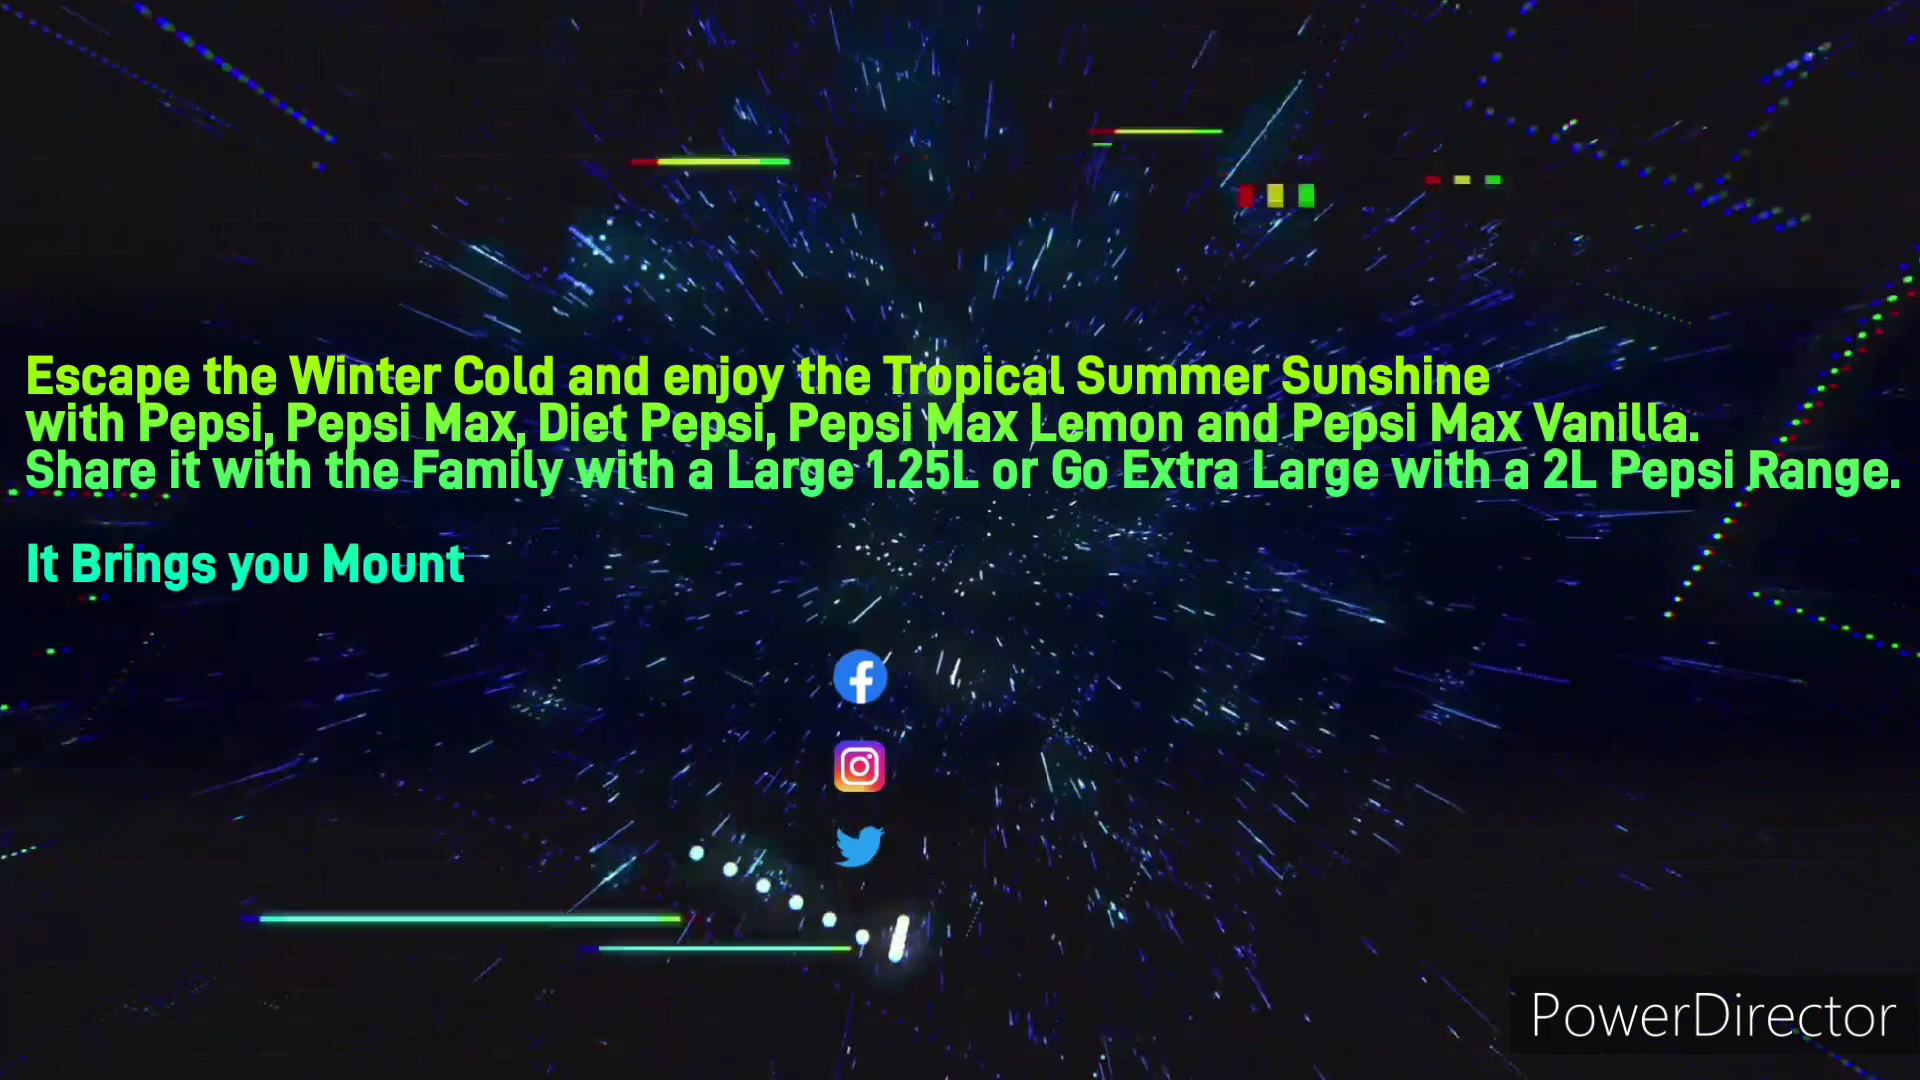 Escape the Winter Cold and enjoy the Tropical Summer Sunshine
with Pepsi, Pepsi Max, Diet Pepsi, Pepsi Max Lemon and Pepsi Max Vanilla.
Share it with the Family with a Large 1.25L or Go Extra Large with a 2L Pepsi Range.
It Brings you Mount
PowerDirector